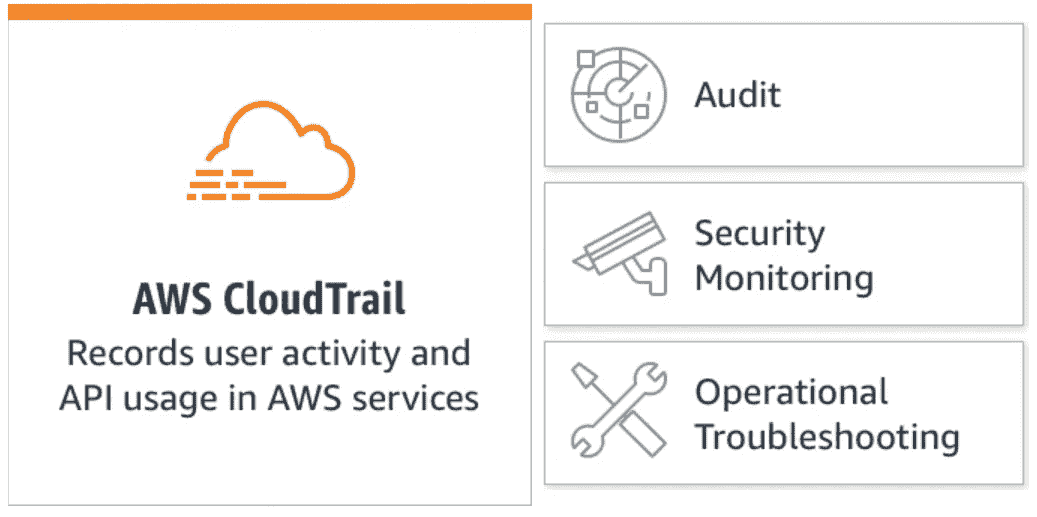 AWS CloudTrail
Records user activity and
API usage in AWS services
Audit
Security
Monitoring
Operational
Troubleshooting